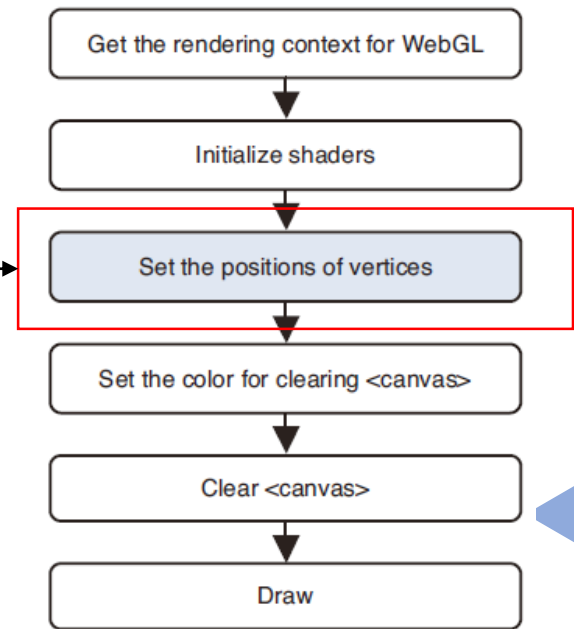 Get the rendering context for WebGL
Initialize shaders
Set the positions of vertices
Set the color for clearing <canvas>
Clear <canvas>
Draw